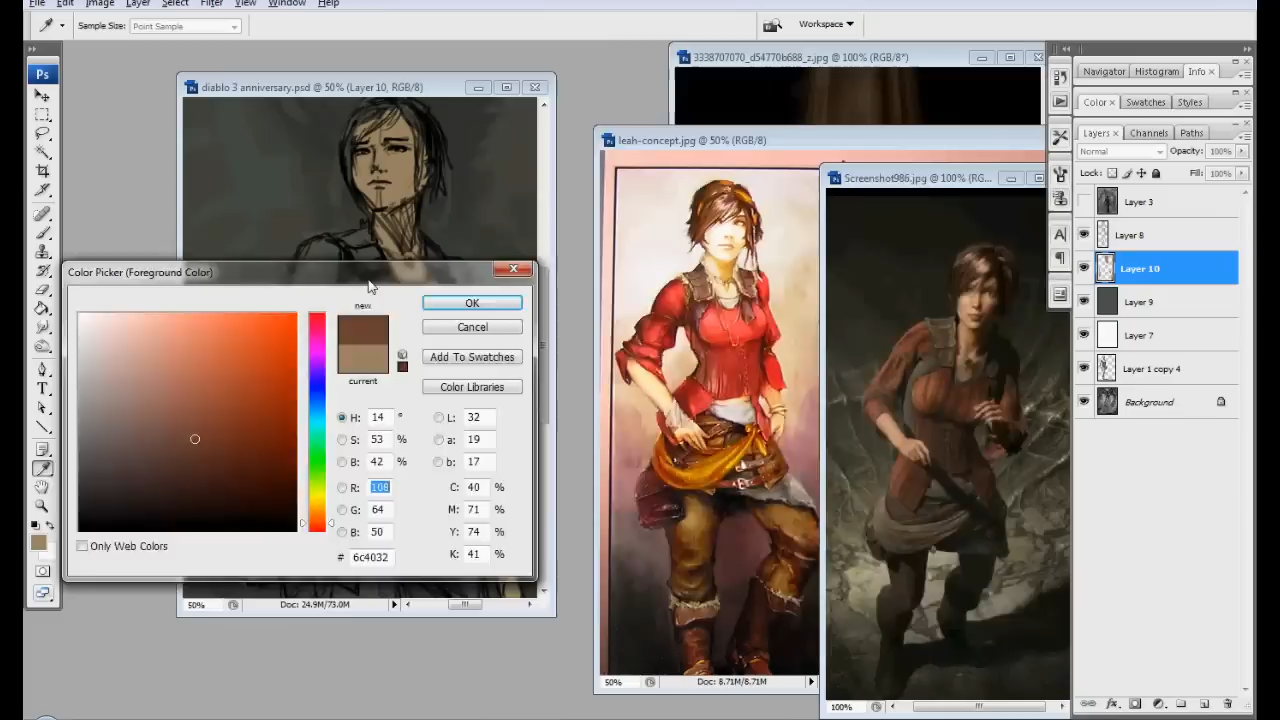 File Edit Image Layer Select Filter View Window Help
Sample Size: Point Sample
Workspace
Ps
diablo 3 anniversary.psd @ 50% (Layer 10, RGB/8)
3338707070_d54770b688_z.jpg @ 100% (RGB/8*)
leah-concept.jpg @ 50% (RGB/8)
Screenshot986.jpg @ 100% (RG...
Color Picker (Foreground Color)
new
current
OK
Cancel
Add To Swatches
Color Libraries
H: 14 °
S: 53 %
B: 42 %
R: 108
G: 64
B: 50
L: 32
a: 19
b: 17
C: 40 %
M: 71 %
Y: 74 %
K: 41 %
# 6c4032
Only Web Colors
50% Doc: 24.9M/73.0M
50% Doc: 8.71M/8.71M
100%
Navigator Histogram Info x
Color x Swatches Styles
Layers x Channels Paths
Normal Opacity: 100%
Lock: Fill: 100%
Layer 3
Layer 8
Layer 10
Layer 9
Layer 7
Layer 1 copy 4
Background